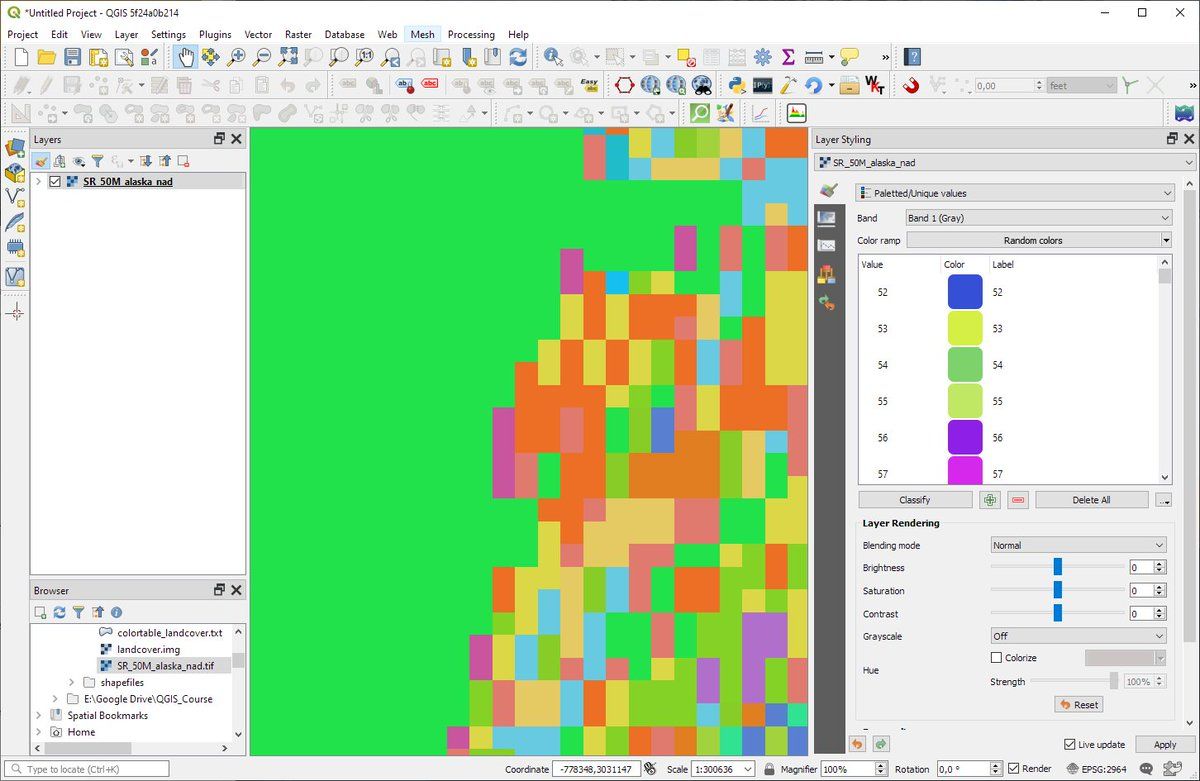 *Untitled Project - QGIS 5f24a0b214
Project Edit View Layer Settings Plugins Vector Raster Database Web Mesh Processing Help
0,00 feet
Layers
SR_50M_alaska_nad
Browser
colortable_landcover.txt
landcover.img
SR_50M_alaska_nad.tif
shapefiles
E:\Google Drive\QGIS_Course
Spatial Bookmarks
Home
Layer Styling
SR_50M_alaska_nad
Paletted/Unique values
Band Band 1 (Gray)
Color ramp Random colors
Value Color Label
52 52
53 53
54 54
55 55
56 56
57 57
Classify Delete All ...
Layer Rendering
Blending mode Normal
Brightness 0
Saturation 0
Contrast 0
Grayscale Off
Hue Colorize
Strength 100%
Reset
Live update Apply
Type to locate (Ctrl+K) Coordinate -778348,3031147 Scale 1:300636 Magnifier 100% Rotation 0,0 ° Render EPSG:2964